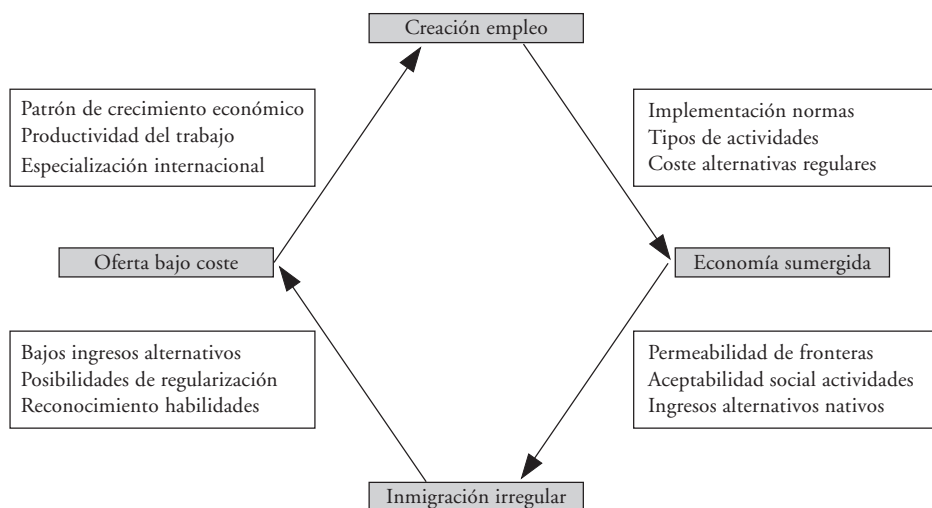 Creación empleo
Patrón de crecimiento económico
Productividad del trabajo
Especialización internacional
Implementación normas
Tipos de actividades
Coste alternativas regulares
Oferta bajo coste
Economía sumergida
Bajos ingresos alternativos
Posibilidades de regularización
Reconocimiento habilidades
Permeabilidad de fronteras
Aceptabilidad social actividades
Ingresos alternativos nativos
Inmigración irregular